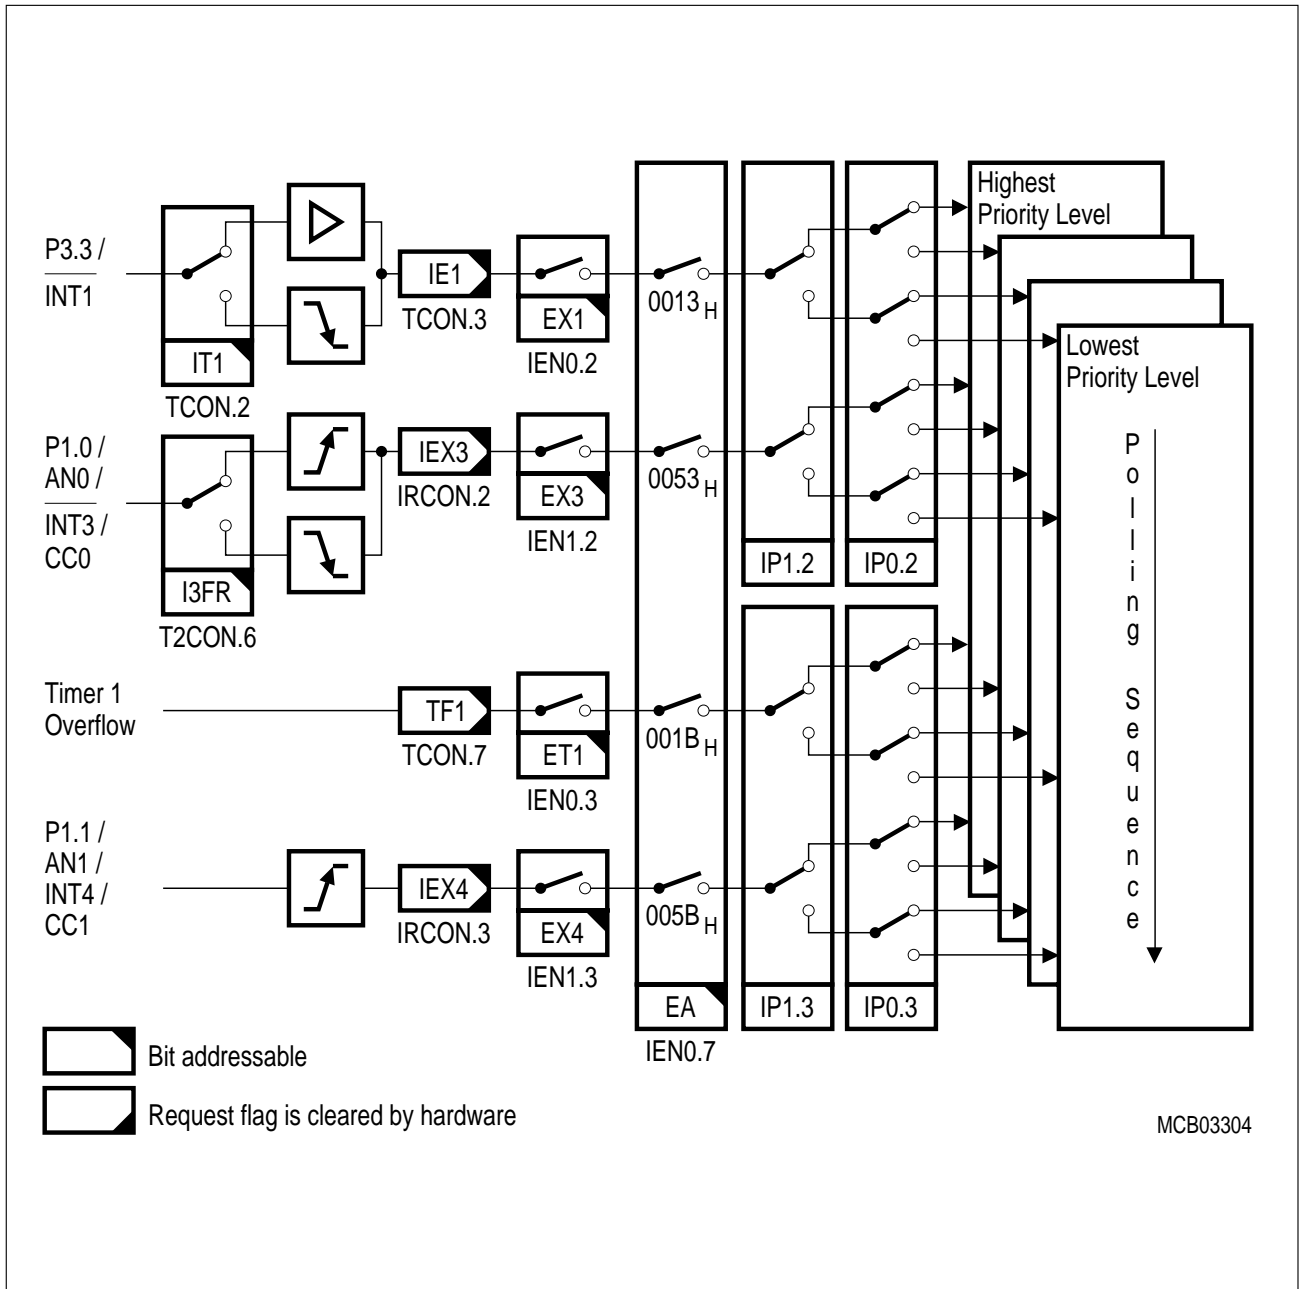 Highest
Priority Level
P3.3 /
INT1
IT1
TCON.2
IE1
TCON.3
EX1
IEN0.2
0013 H
Lowest
Priority Level
P1.0 /
AN0 /
INT3 /
CC0
I3FR
T2CON.6
IEX3
IRCON.2
EX3
IEN1.2
0053 H
IP1.2
IP0.2
Polling Sequence
Timer 1
Overflow
TF1
TCON.7
ET1
IEN0.3
001B H
P1.1 /
AN1 /
INT4 /
CC1
IEX4
IRCON.3
EX4
IEN1.3
005B H
EA
IEN0.7
IP1.3
IP0.3
Bit addressable
Request flag is cleared by hardware
MCB03304